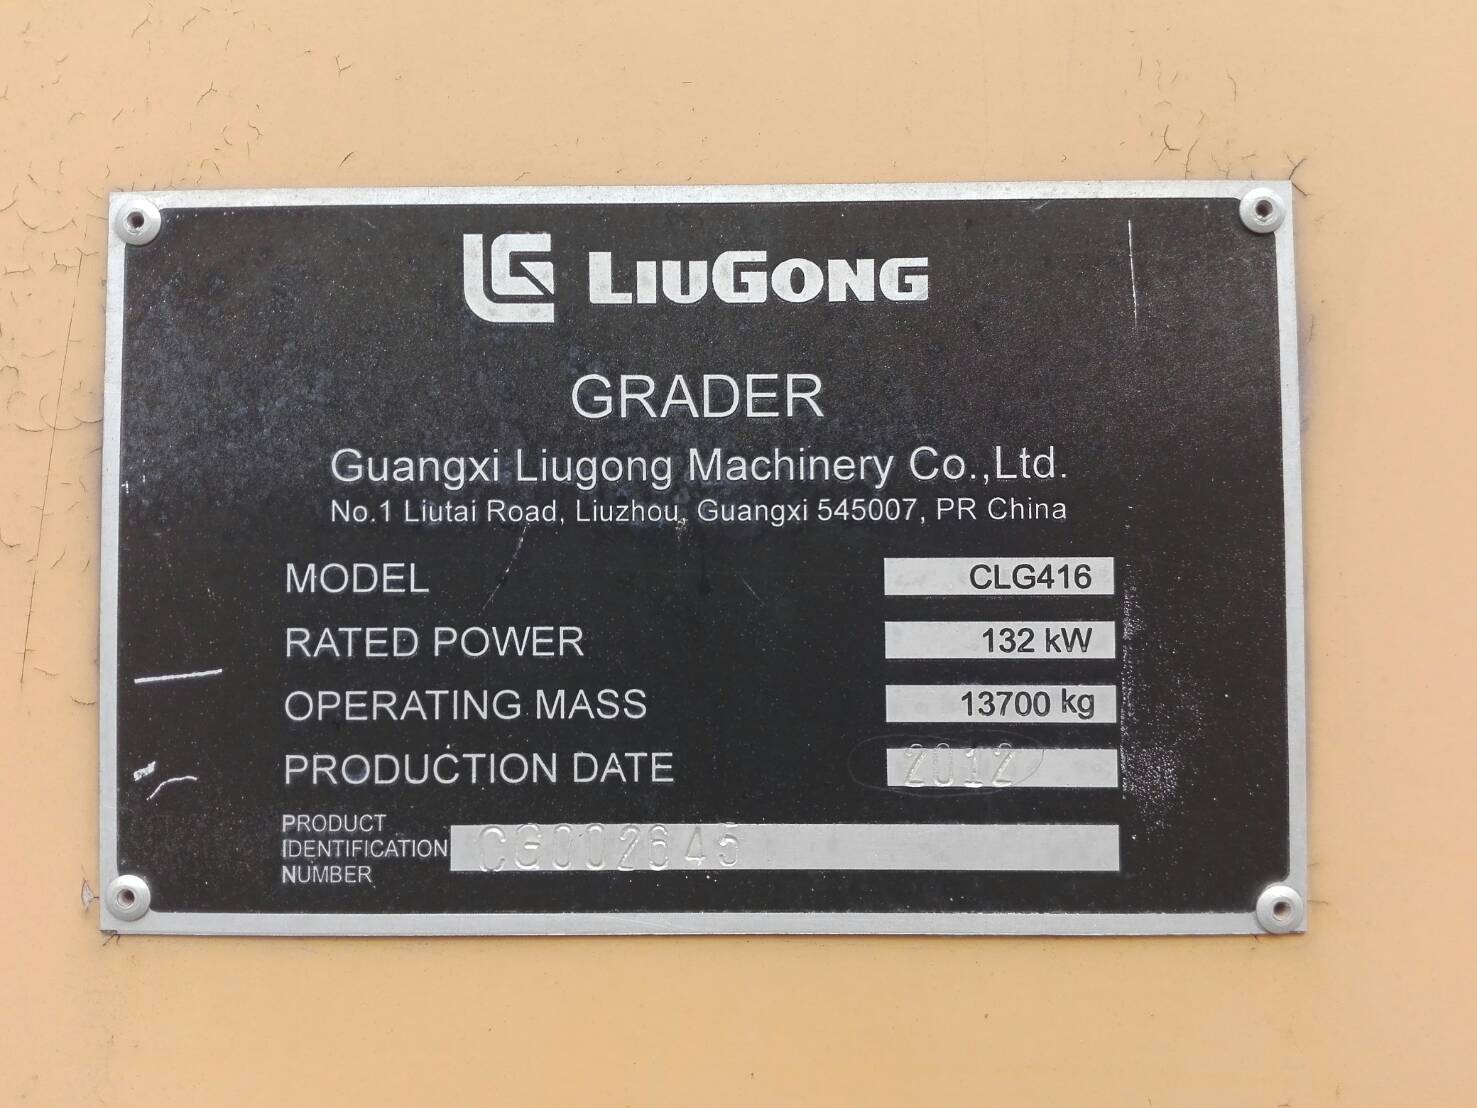 LG LIUGONG
GRADER
Guangxi Liugong Machinery Co.,Ltd.
No.1 Liutai Road, Liuzhou, Guangxi 545007, PR China
MODEL CLG416
RATED POWER 132 kW
OPERATING MASS 13700 kg
PRODUCTION DATE 2012
PRODUCT
IDENTIFICATION
NUMBER
CG002645